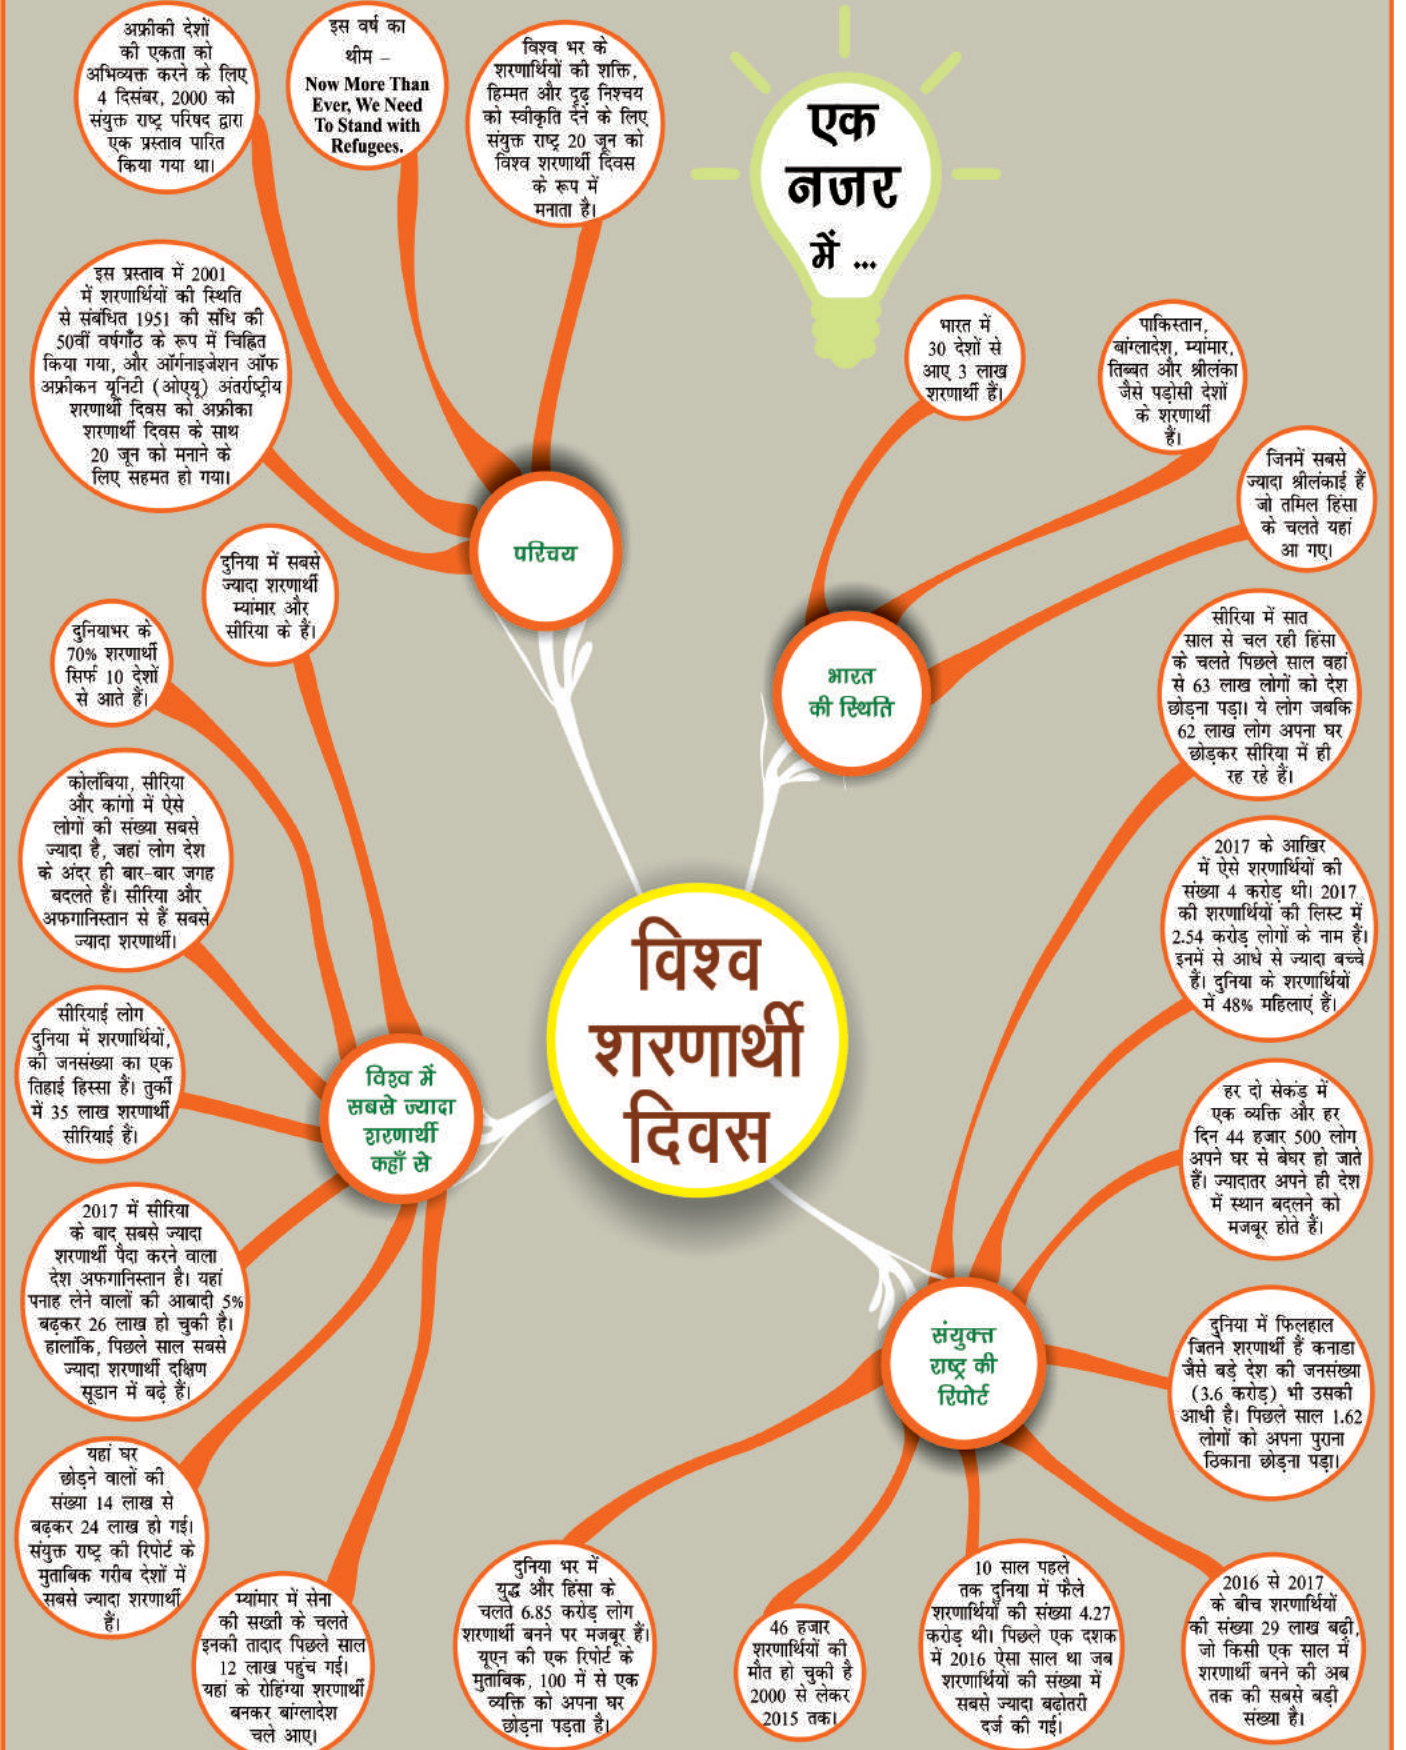 एक
नजर
में ...
विश्व
शरणार्थी
दिवस
परिचय
अफ्रीकी देशों
की एकता को
अभिव्यक्त करने के लिए
4 दिसंबर, 2000 को
संयुक्त राष्ट्र परिषद द्वारा
एक प्रस्ताव पारित
किया गया था।
इस वर्ष का
थीम –
Now More Than
Ever, We Need
To Stand with
Refugees.
विश्व भर के
शरणार्थियों की शक्ति,
हिम्मत और दृढ़ निश्चय
को स्वीकृति देने के लिए
संयुक्त राष्ट्र 20 जून को
विश्व शरणार्थी दिवस
के रूप में
मनाता है।
इस प्रस्ताव में 2001
में शरणार्थियों की स्थिति
से संबंधित 1951 की संधि की
50वीं वर्षगाँठ के रूप में चिह्नित
किया गया, और ऑर्गनाइजेशन ऑफ
अफ्रीकन यूनिटी (ओएयू) अंतर्राष्ट्रीय
शरणार्थी दिवस को अफ्रीका
शरणार्थी दिवस के साथ
20 जून को मनाने के
लिए सहमत हो गया।
भारत
की स्थिति
भारत में
30 देशों से
आए 3 लाख
शरणार्थी हैं।
पाकिस्तान,
बांग्लादेश, म्यांमार,
तिब्बत और श्रीलंका
जैसे पड़ोसी देशों
के शरणार्थी
हैं।
जिनमें सबसे
ज्यादा श्रीलंकाई हैं
जो तमिल हिंसा
के चलते यहां
आ गए।
विश्व में
सबसे ज्यादा
शरणार्थी
कहाँ से
दुनिया में सबसे
ज्यादा शरणार्थी
म्यांमार और
सीरिया के हैं।
दुनियाभर के
70% शरणार्थी
सिर्फ 10 देशों
से आते हैं।
कोलंबिया, सीरिया
और कांगो में ऐसे
लोगों की संख्या सबसे
ज्यादा है, जहां लोग देश
के अंदर ही बार-बार जगह
बदलते हैं। सीरिया और
अफगानिस्तान से हैं सबसे
ज्यादा शरणार्थी।
सीरियाई लोग
दुनिया में शरणार्थियों,
की जनसंख्या का एक
तिहाई हिस्सा हैं। तुर्की
में 35 लाख शरणार्थी
सीरियाई हैं।
2017 में सीरिया
के बाद सबसे ज्यादा
शरणार्थी पैदा करने वाला
देश अफगानिस्तान है। यहां
पनाह लेने वालों की आबादी 5%
बढ़कर 26 लाख हो चुकी है।
हालांकि, पिछले साल सबसे
ज्यादा शरणार्थी दक्षिण
सूडान में बढ़े हैं।
यहां घर
छोड़ने वालों की
संख्या 14 लाख से
बढ़कर 24 लाख हो गई।
संयुक्त राष्ट्र की रिपोर्ट के
मुताबिक गरीब देशों में
सबसे ज्यादा शरणार्थी
हैं।
म्यांमार में सेना
की सख्ती के चलते
इनकी तादाद पिछले साल
12 लाख पहुंच गई।
यहां के रोहिंग्या शरणार्थी
बनकर बांग्लादेश
चले आए।
संयुक्त
राष्ट्र की
रिपोर्ट
सीरिया में सात
साल से चल रही हिंसा
के चलते पिछले साल वहां
से 63 लाख लोगों को देश
छोड़ना पड़ा। ये लोग जबकि
62 लाख लोग अपना घर
छोड़कर सीरिया में ही
रह रहे हैं।
2017 के आखिर
में ऐसे शरणार्थियों की
संख्या 4 करोड़ थी। 2017
की शरणार्थियों की लिस्ट में
2.54 करोड़ लोगों के नाम हैं।
इनमें से आधे से ज्यादा बच्चे
हैं। दुनिया के शरणार्थियों
में 48% महिलाएं हैं।
हर दो सेकंड में
एक व्यक्ति और हर
दिन 44 हजार 500 लोग
अपने घर से बेघर हो जाते
हैं। ज्यादातर अपने ही देश
में स्थान बदलने को
मजबूर होते हैं।
दुनिया में फिलहाल
जितने शरणार्थी हैं कनाडा
जैसे बड़े देश की जनसंख्या
(3.6 करोड़) भी उसकी
आधी है। पिछले साल 1.62
लोगों को अपना पुराना
ठिकाना छोड़ना पड़ा।
2016 से 2017
के बीच शरणार्थियों
की संख्या 29 लाख बढ़ी,
जो किसी एक साल में
शरणार्थी बनने की अब
तक की सबसे बड़ी
संख्या है।
10 साल पहले
तक दुनिया में फैले
शरणार्थियों की संख्या 4.27
करोड़ थी। पिछले एक दशक
में 2016 ऐसा साल था जब
शरणार्थियों की संख्या में
सबसे ज्यादा बढ़ोतरी
दर्ज की गई।
46 हजार
शरणार्थियों की
मौत हो चुकी है
2000 से लेकर
2015 तक।
दुनिया भर में
युद्ध और हिंसा के
चलते 6.85 करोड़ लोग
शरणार्थी बनने पर मजबूर हैं।
यूएन की एक रिपोर्ट के
मुताबिक, 100 में से एक
व्यक्ति को अपना घर
छोड़ना पड़ता है।